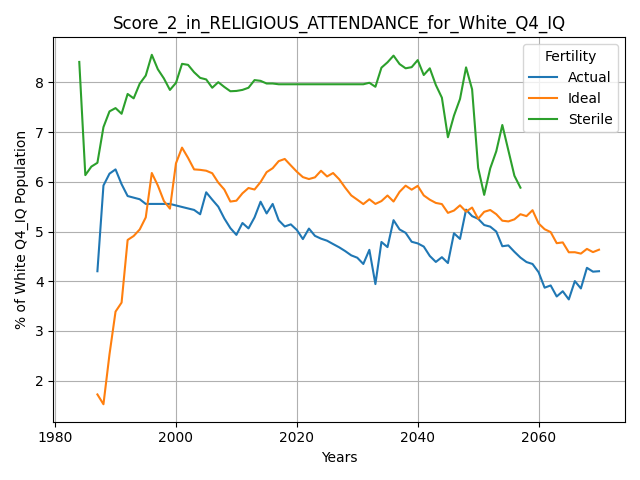 Score_2_in_RELIGIOUS_ATTENDANCE_for_White_Q4_IQ
% of White Q4_IQ Population
8
7
6
5
4
3
2
Fertility
Actual
Ideal
Sterile
1980
2000
2020
2040
2060
Years